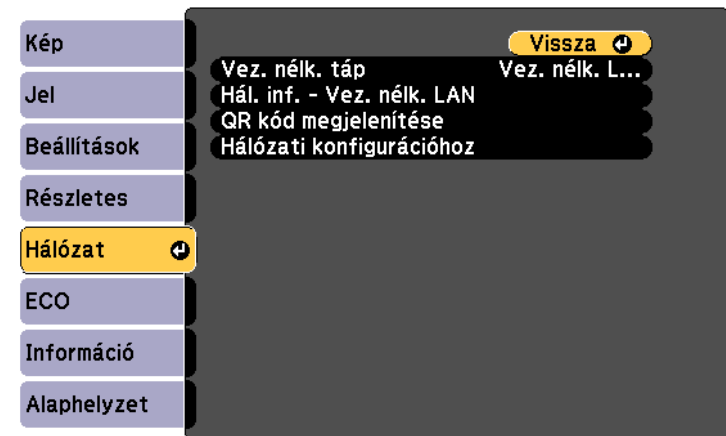 Kép
Jel
Beállítások
Részletes
Hálózat
ECO
Információ
Alaphelyzet
Vissza
Vez. nélk. táp Vez. nélk. L...
Hál. inf. - Vez. nélk. LAN
QR kód megjelenítése
Hálózati konfigurációhoz